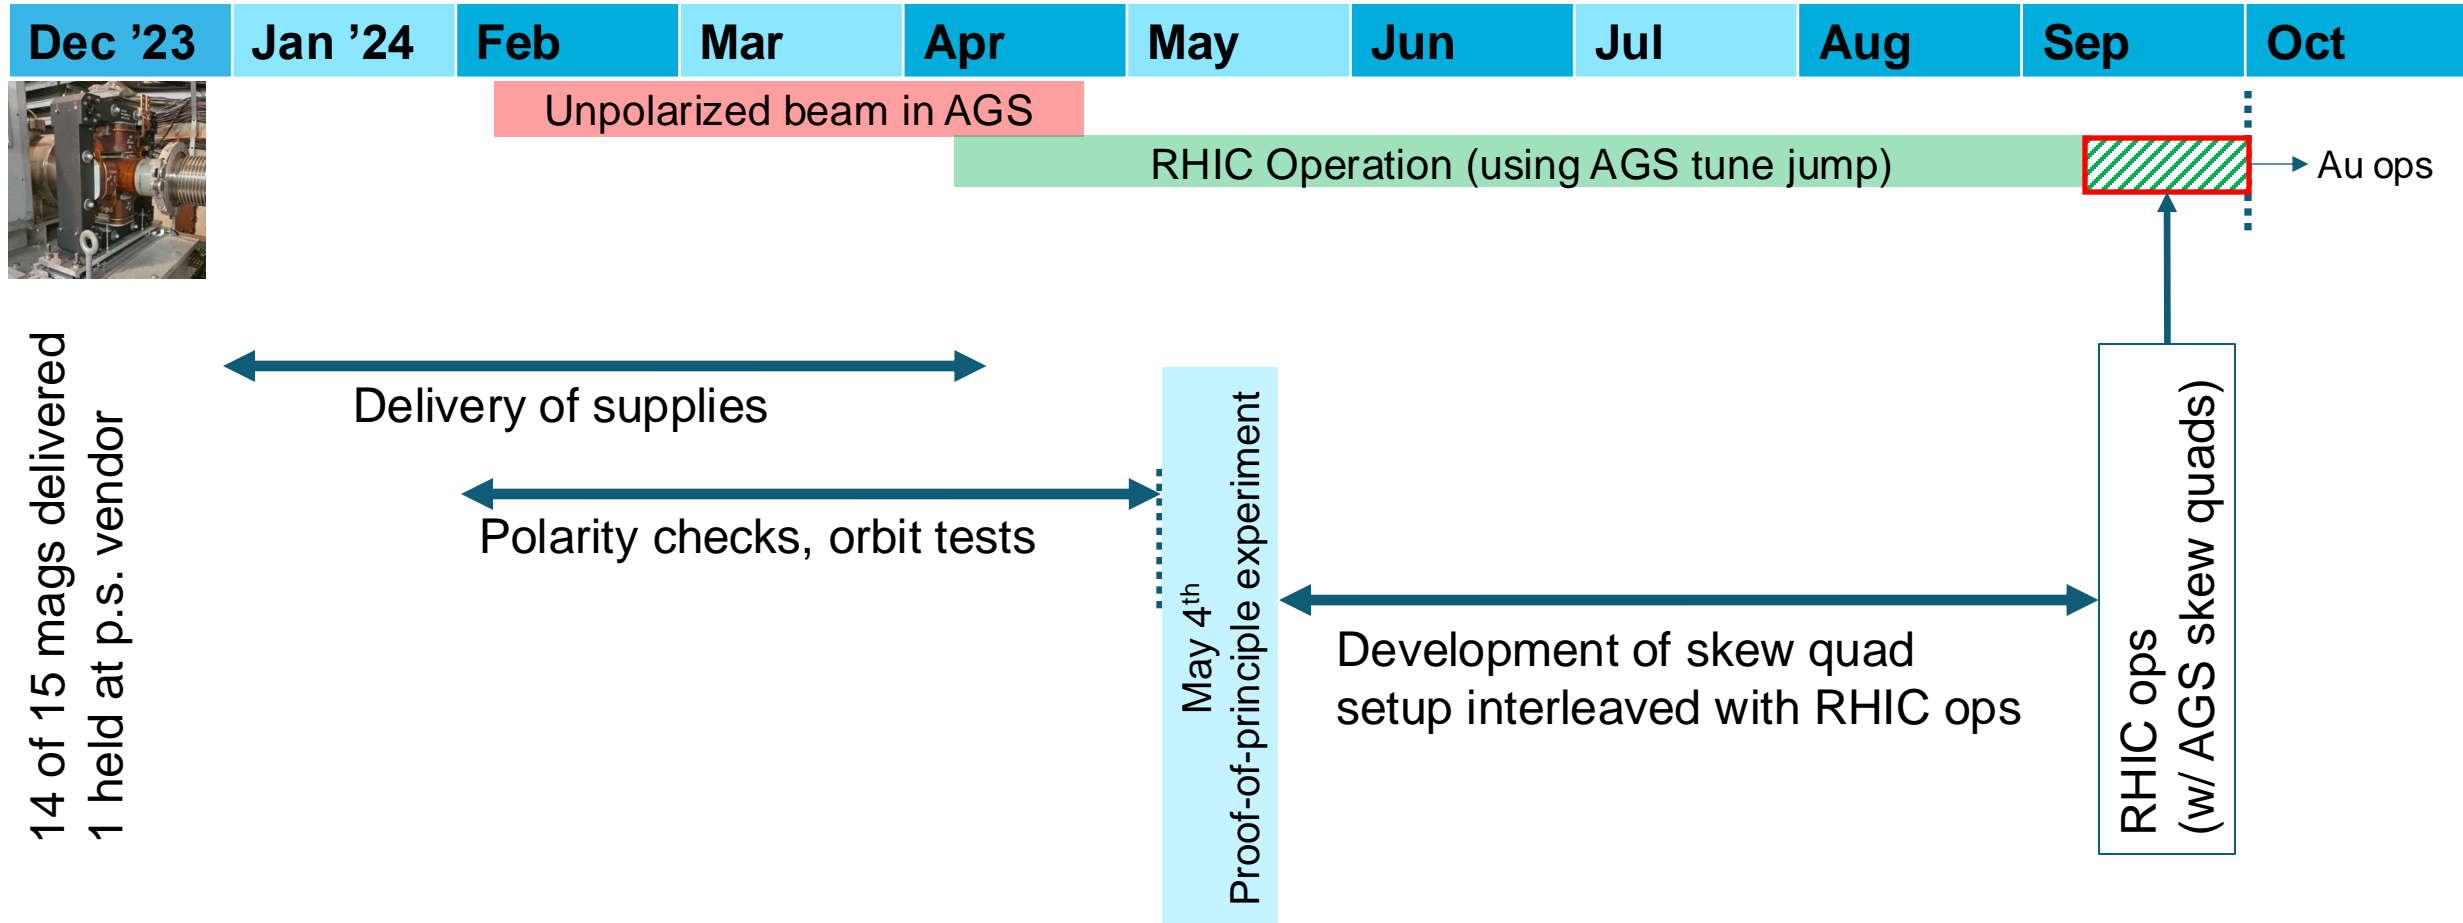 Dec ’23 Jan ’24 Feb Mar Apr May Jun Jul Aug Sep Oct
Unpolarized beam in AGS
RHIC Operation (using AGS tune jump)
Au ops
14 of 15 mags delivered
1 held at p.s. vendor
Delivery of supplies
Polarity checks, orbit tests
May 4th
Proof-of-principle experiment
Development of skew quad
setup interleaved with RHIC ops
RHIC ops
(w/ AGS skew quads)